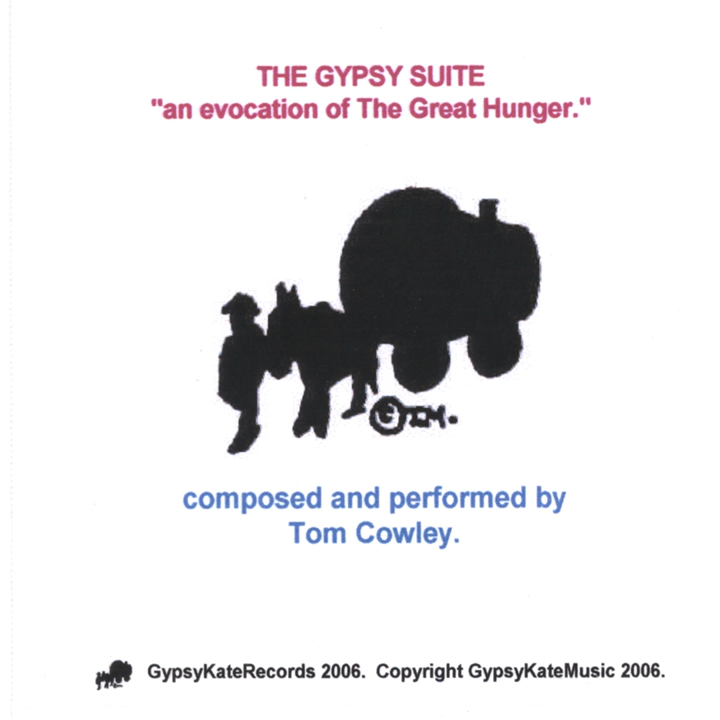 THE GYPSY SUITE
"an evocation of The Great Hunger."
©TM.
composed and performed by
Tom Cowley.
GypsyKateRecords 2006.  Copyright GypsyKateMusic 2006.